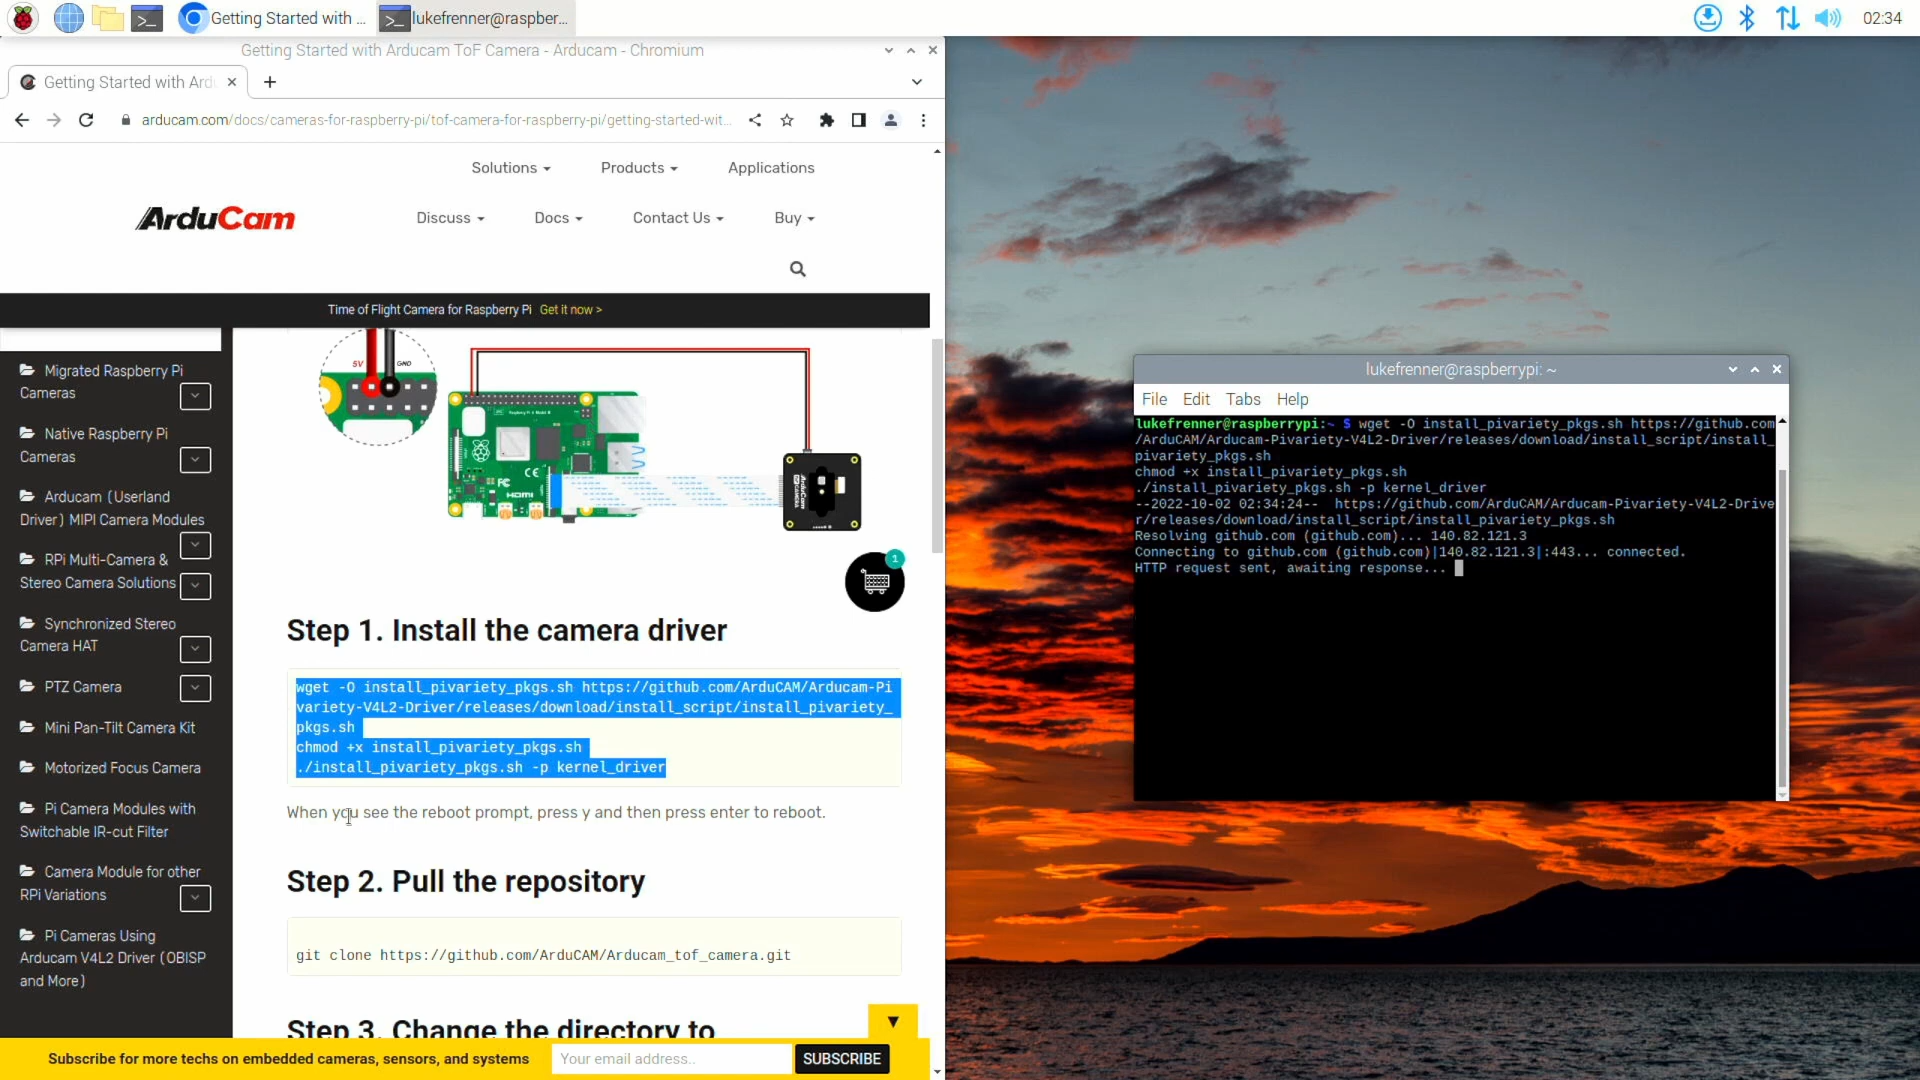 Getting Started with ...
lukefrenner@raspber...
02:34
Getting Started with Arducam ToF Camera - Arducam - Chromium
Getting Started with Ardu
arducam.com/docs/cameras-for-raspberry-pi/tof-camera-for-raspberry-pi/getting-started-wit...
Solutions
Products
Applications
ArduCam
Discuss
Docs
Contact Us
Buy
Time of Flight Camera for Raspberry Pi Get it now >
Migrated Raspberry Pi
Cameras
Native Raspberry Pi
Cameras
Arducam (Userland
Driver) MIPI Camera Modules
RPi Multi-Camera &
Stereo Camera Solutions
Synchronized Stereo
Camera HAT
PTZ Camera
Mini Pan-Tilt Camera Kit
Motorized Focus Camera
Pi Camera Modules with
Switchable IR-cut Filter
Camera Module for other
RPi Variations
Pi Cameras Using
Arducam V4L2 Driver (OBISP
and More)
5V
GND
HDMI
1
Step 1. Install the camera driver
wget -O install_pivariety_pkgs.sh https://github.com/ArduCAM/Arducam-Pi
variety-V4L2-Driver/releases/download/install_script/install_pivariety_
pkgs.sh
chmod +x install_pivariety_pkgs.sh
./install_pivariety_pkgs.sh -p kernel_driver
When you see the reboot prompt, press y and then press enter to reboot.
Step 2. Pull the repository
git clone https://github.com/ArduCAM/Arducam_tof_camera.git
Step 3. Change the directory to
Subscribe for more techs on embedded cameras, sensors, and systems
Your email address..
SUBSCRIBE
lukefrenner@raspberrypi: ~
File Edit Tabs Help
lukefrenner@raspberrypi:~ $ wget -O install_pivariety_pkgs.sh https://github.com
/ArduCAM/Arducam-Pivariety-V4L2-Driver/releases/download/install_script/install_
pivariety_pkgs.sh
chmod +x install_pivariety_pkgs.sh
./install_pivariety_pkgs.sh -p kernel_driver
--2022-10-02 02:34:24-- https://github.com/ArduCAM/Arducam-Pivariety-V4L2-Drive
r/releases/download/install_script/install_pivariety_pkgs.sh
Resolving github.com (github.com)... 140.82.121.3
Connecting to github.com (github.com)|140.82.121.3|:443... connected.
HTTP request sent, awaiting response...